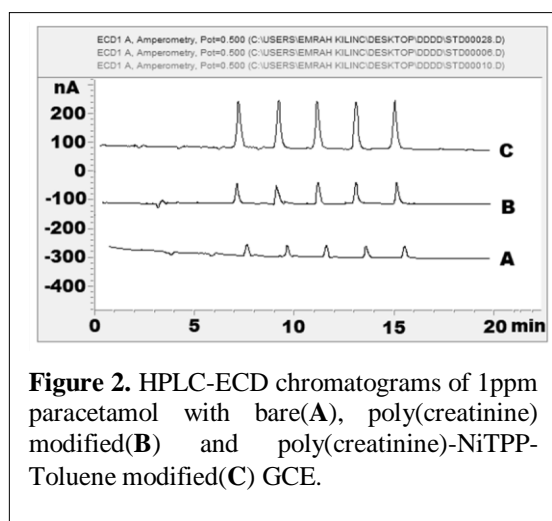 ECD1 A, Amperometry, Pot=0.500 (C:\USERS\EMRAH KILINC\DESKTOP\DDDD\STD00028.D)
ECD1 A, Amperometry, Pot=0.500 (C:\USERS\EMRAH KILINC\DESKTOP\DDDD\STD00006.D)
ECD1 A, Amperometry, Pot=0.500 (C:\USERS\EMRAH KILINC\DESKTOP\DDDD\STD00010.D)
nA
200
100
C
0
-100
B
-200
-300
A
-400
0 5 10 15 20 min
Figure 2. HPLC-ECD chromatograms of 1ppm
paracetamol with bare(A), poly(creatinine)
modified(B) and poly(creatinine)-NiTPP-
Toluene modified(C) GCE.